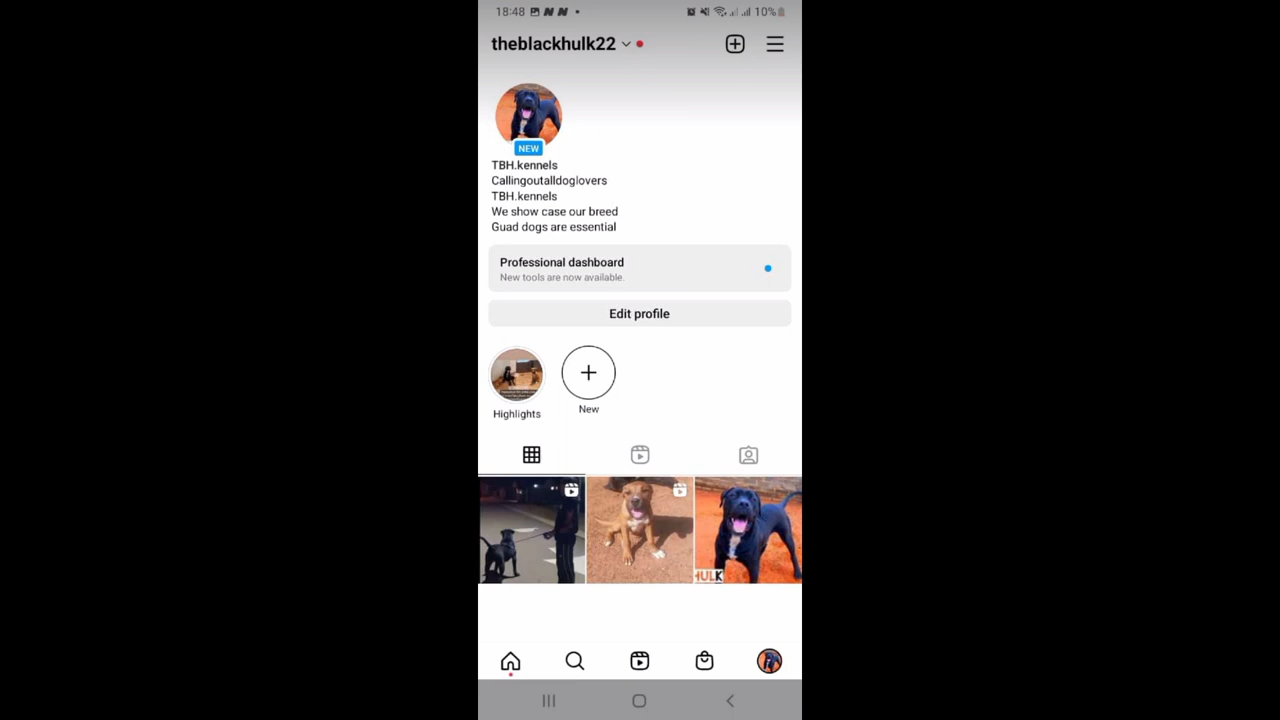 18:48
10%
theblackhulk22
NEW
TBH.kennels
Callingoutalldoglovers
TBH.kennels
We show case our breed
Guad dogs are essential
Professional dashboard
New tools are now available.
Edit profile
Highlights
New
HULK